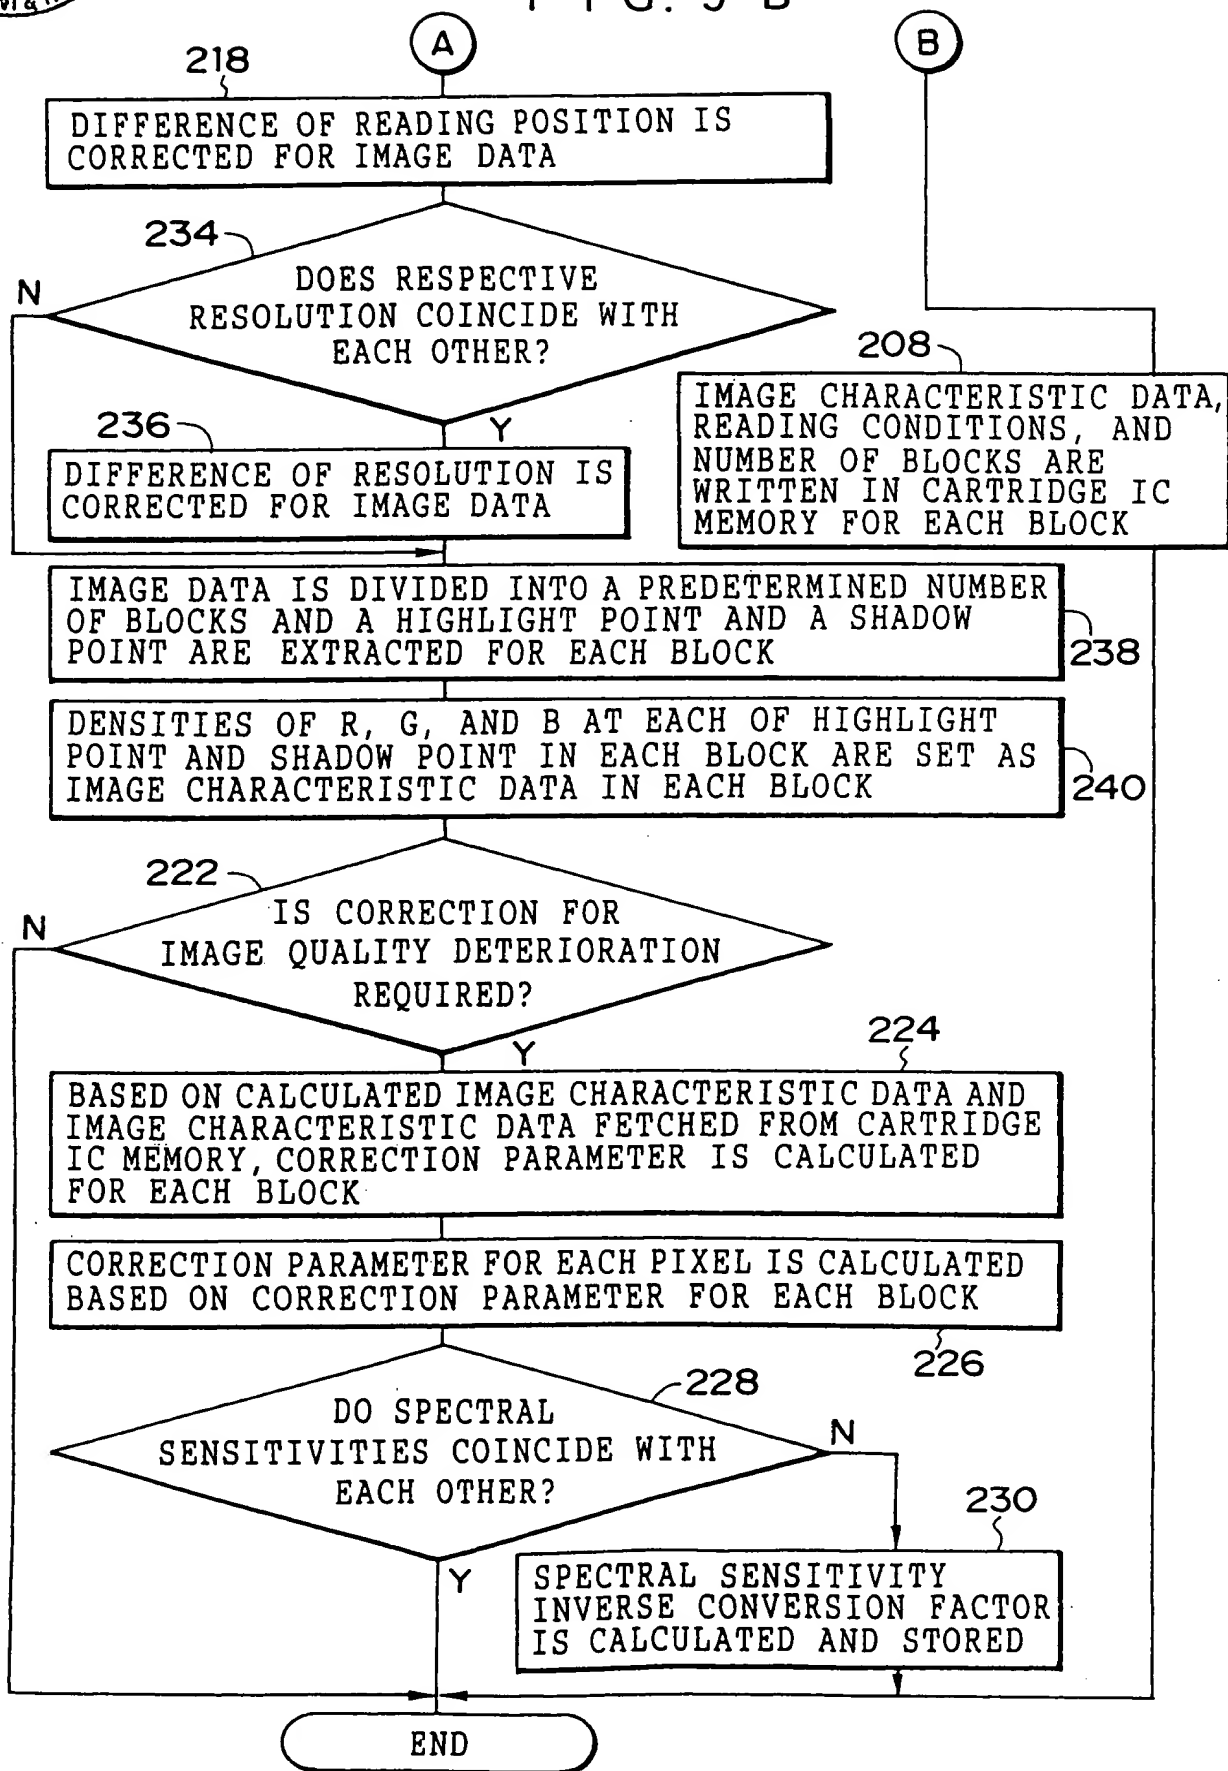 A
B
218
DIFFERENCE OF READING POSITION IS
CORRECTED FOR IMAGE DATA
234
N
DOES RESPECTIVE
RESOLUTION COINCIDE WITH
EACH OTHER?
Y
208
IMAGE CHARACTERISTIC DATA,
READING CONDITIONS, AND
NUMBER OF BLOCKS ARE
WRITTEN IN CARTRIDGE IC
MEMORY FOR EACH BLOCK
236
DIFFERENCE OF RESOLUTION IS
CORRECTED FOR IMAGE DATA
IMAGE DATA IS DIVIDED INTO A PREDETERMINED NUMBER
OF BLOCKS AND A HIGHLIGHT POINT AND A SHADOW
POINT ARE EXTRACTED FOR EACH BLOCK
238
DENSITIES OF R, G, AND B AT EACH OF HIGHLIGHT
POINT AND SHADOW POINT IN EACH BLOCK ARE SET AS
IMAGE CHARACTERISTIC DATA IN EACH BLOCK
240
222
N
IS CORRECTION FOR
IMAGE QUALITY DETERIORATION
REQUIRED?
Y
224
BASED ON CALCULATED IMAGE CHARACTERISTIC DATA AND
IMAGE CHARACTERISTIC DATA FETCHED FROM CARTRIDGE
IC MEMORY, CORRECTION PARAMETER IS CALCULATED
FOR EACH BLOCK
CORRECTION PARAMETER FOR EACH PIXEL IS CALCULATED
BASED ON CORRECTION PARAMETER FOR EACH BLOCK
226
228
DO SPECTRAL
SENSITIVITIES COINCIDE WITH
EACH OTHER?
N
Y
230
SPECTRAL SENSITIVITY
INVERSE CONVERSION FACTOR
IS CALCULATED AND STORED
END